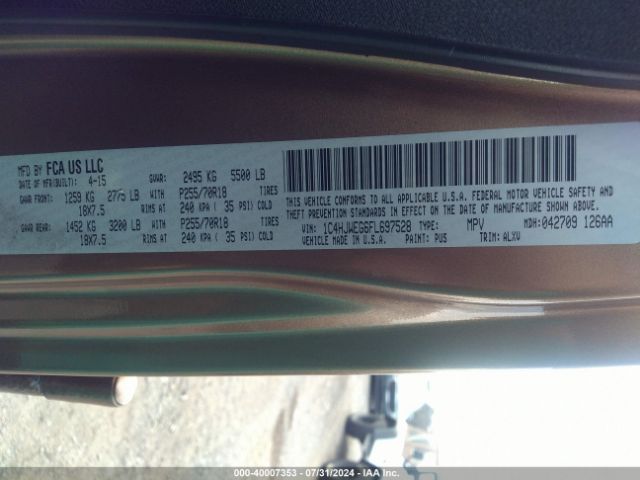 MFD BY FCA US LLC
DATE OF MFR(BUILT): 4-15 GVWR: 2495 KG 5500 LB
GAWR FRONT: 1259 KG 2775 LB WITH P255/70R18 TIRES
18X7.5 RIMS AT 240 KPA ( 35 PSI) COLD
GAWR REAR: 1452 KG 3200 LB WITH P255/70R18 TIRES
18X7.5 RIMS AT 240 KPA ( 35 PSI) COLD
THIS VEHICLE CONFORMS TO ALL APPLICABLE U.S.A. FEDERAL MOTOR VEHICLE SAFETY AND
THEFT PREVENTION STANDARDS IN EFFECT ON THE DATE OF MANUFACTURE SHOWN ABOVE.
VIN: 1C4HJWEG6FL697528 TYPE: MPV MDH: 042709 126AA
VEHICLE MADE IN U.S.A. PAINT: PUS TRIM: ALXW
000-40007353 - 07/31/2024 - IAA Inc.